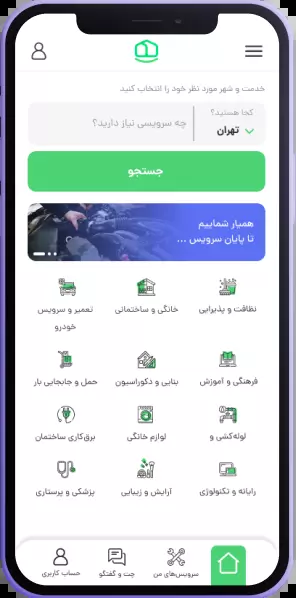 خدمت و شهر مورد نظر خود را انتخاب کنید
کجا هستید؟
تهران
چه سرویسی نیاز دارید؟
جستجو
همیار شماییم
تا پایان سرویس ...
نظافت و پذیرایی
خانگی و ساختمانی
تعمیر و سرویس
خودرو
فرهنگی و آموزش
بنایی و دکوراسیون
حمل و جابجایی بار
لوله‌کشی و
لوازم خانگی
برق‌کاری ساختمان
رایانه و تکنولوژی
آرایش و زیبایی
پزشکی و پرستاری
سرویس‌های من
چت و گفتگو
حساب کاربری